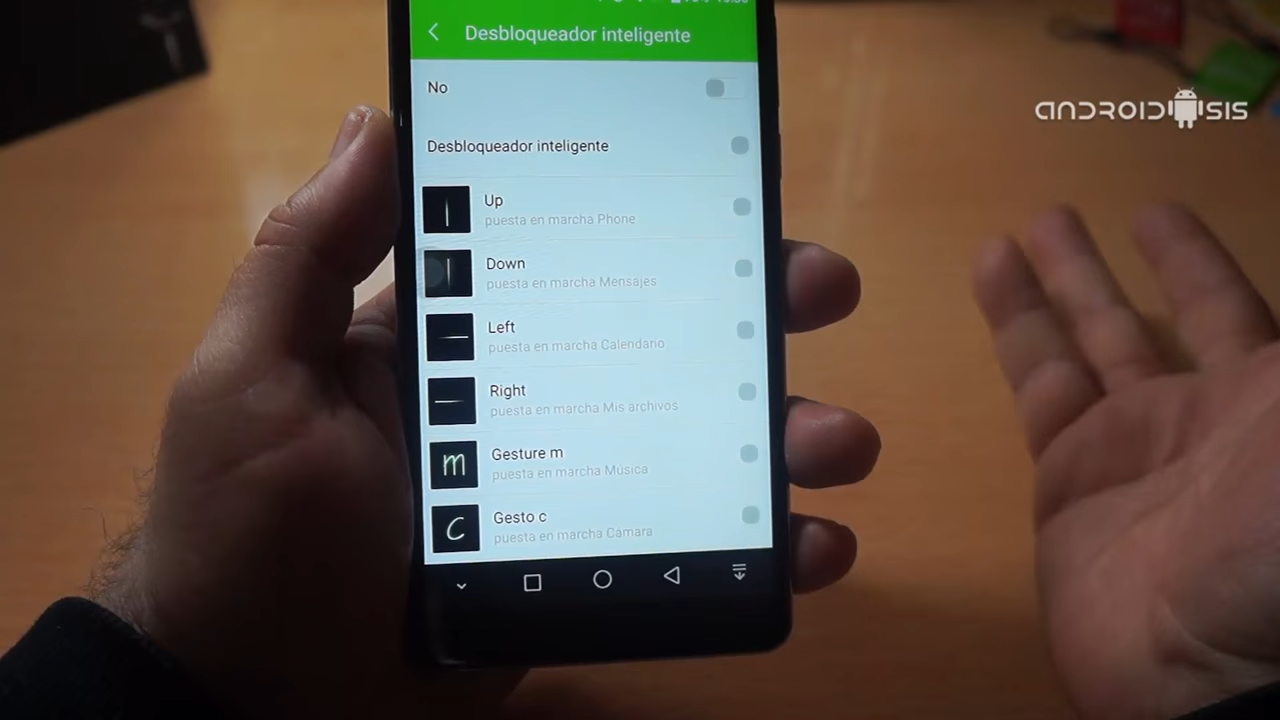 Desbloqueador inteligente
No
Desbloqueador inteligente
Up
puesta en marcha Phone
Down
puesta en marcha Mensajes
Left
puesta en marcha Calendario
Right
puesta en marcha Mis archivos
m
Gesture m
puesta en marcha Música
C
Gesto c
puesta en marcha Cámara
ANDROIDSIS